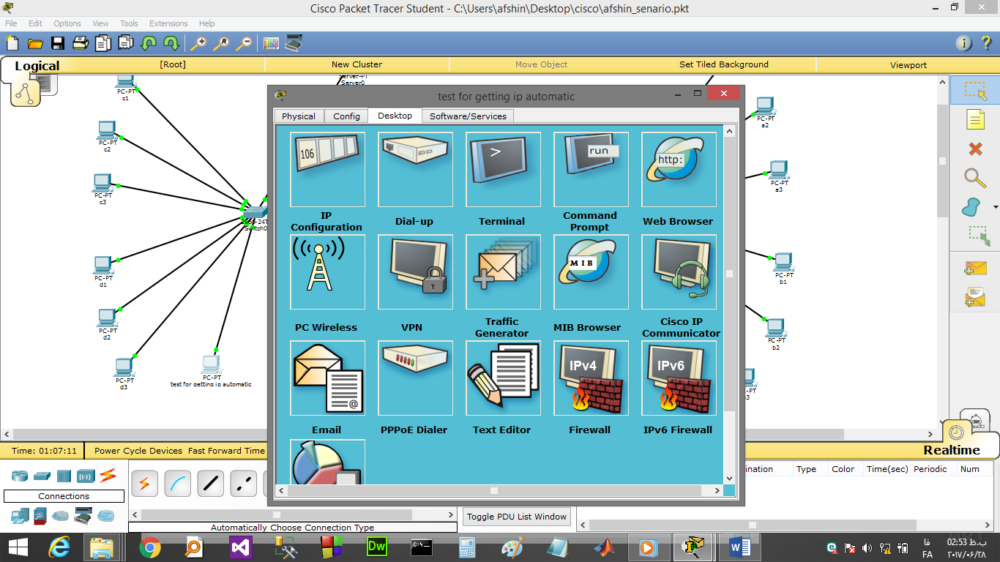 Cisco Packet Tracer Student - C:\Users\afshin\Desktop\cisco\afshin_senario.pkt
File Edit Options View Tools Extensions Help
Logical
[Root]
New Cluster
Move Object
Set Tiled Background
Viewport
Server-PT
Server0
PC-PT
c1
PC-PT
c2
PC-PT
c3
PC-PT
d1
PC-PT
d2
PC-PT
d3
PC-PT
test for getting ip automatic
Switch0
PC-PT
a2
PC-PT
a3
PC-PT
b1
PC-PT
b2
test for getting ip automatic
Physical
Config
Desktop
Software/Services
106
>
run
http:
IP
Configuration
Dial-up
Terminal
Command
Prompt
Web Browser
MIB
PC Wireless
VPN
Traffic
Generator
MIB Browser
Cisco IP
Communicator
@
IPv4
IPv6
Email
PPPoE Dialer
Text Editor
Firewall
IPv6 Firewall
Time: 01:07:11
Power Cycle Devices Fast Forward Time
Realtime
Connections
Automatically Choose Connection Type
Toggle PDU List Window
ination
Type
Color
Time(sec)
Periodic
Num
Dw
C:\_
فا
FA
02:53 ب.ظ
۲۰۱۷/۰۶/۲۸